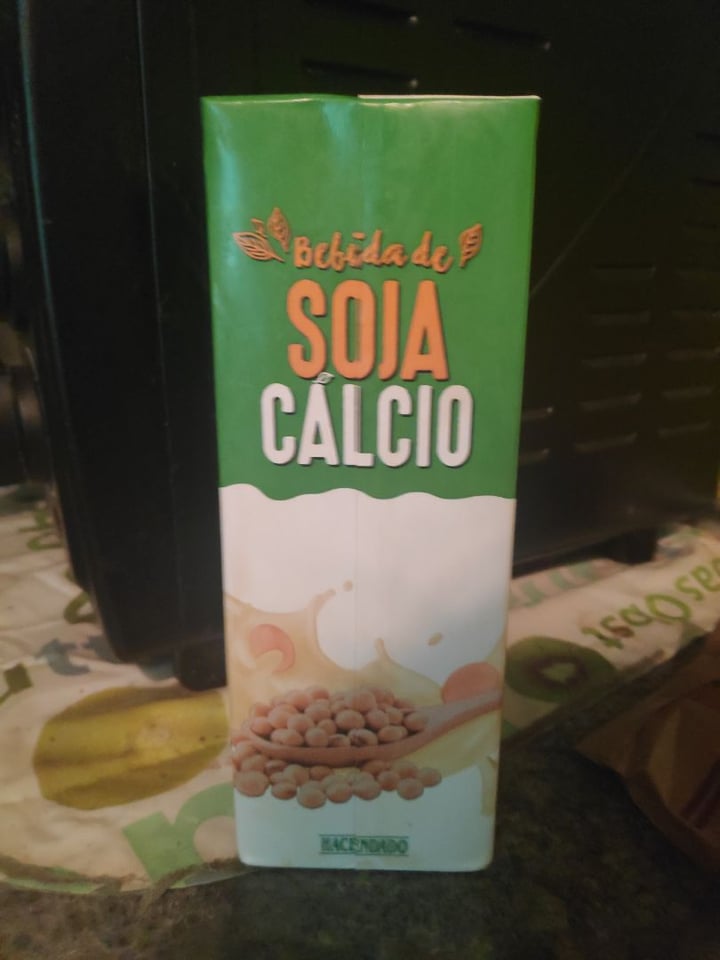 Bebida de
SOJA
CÁLCIO
HACENDADO